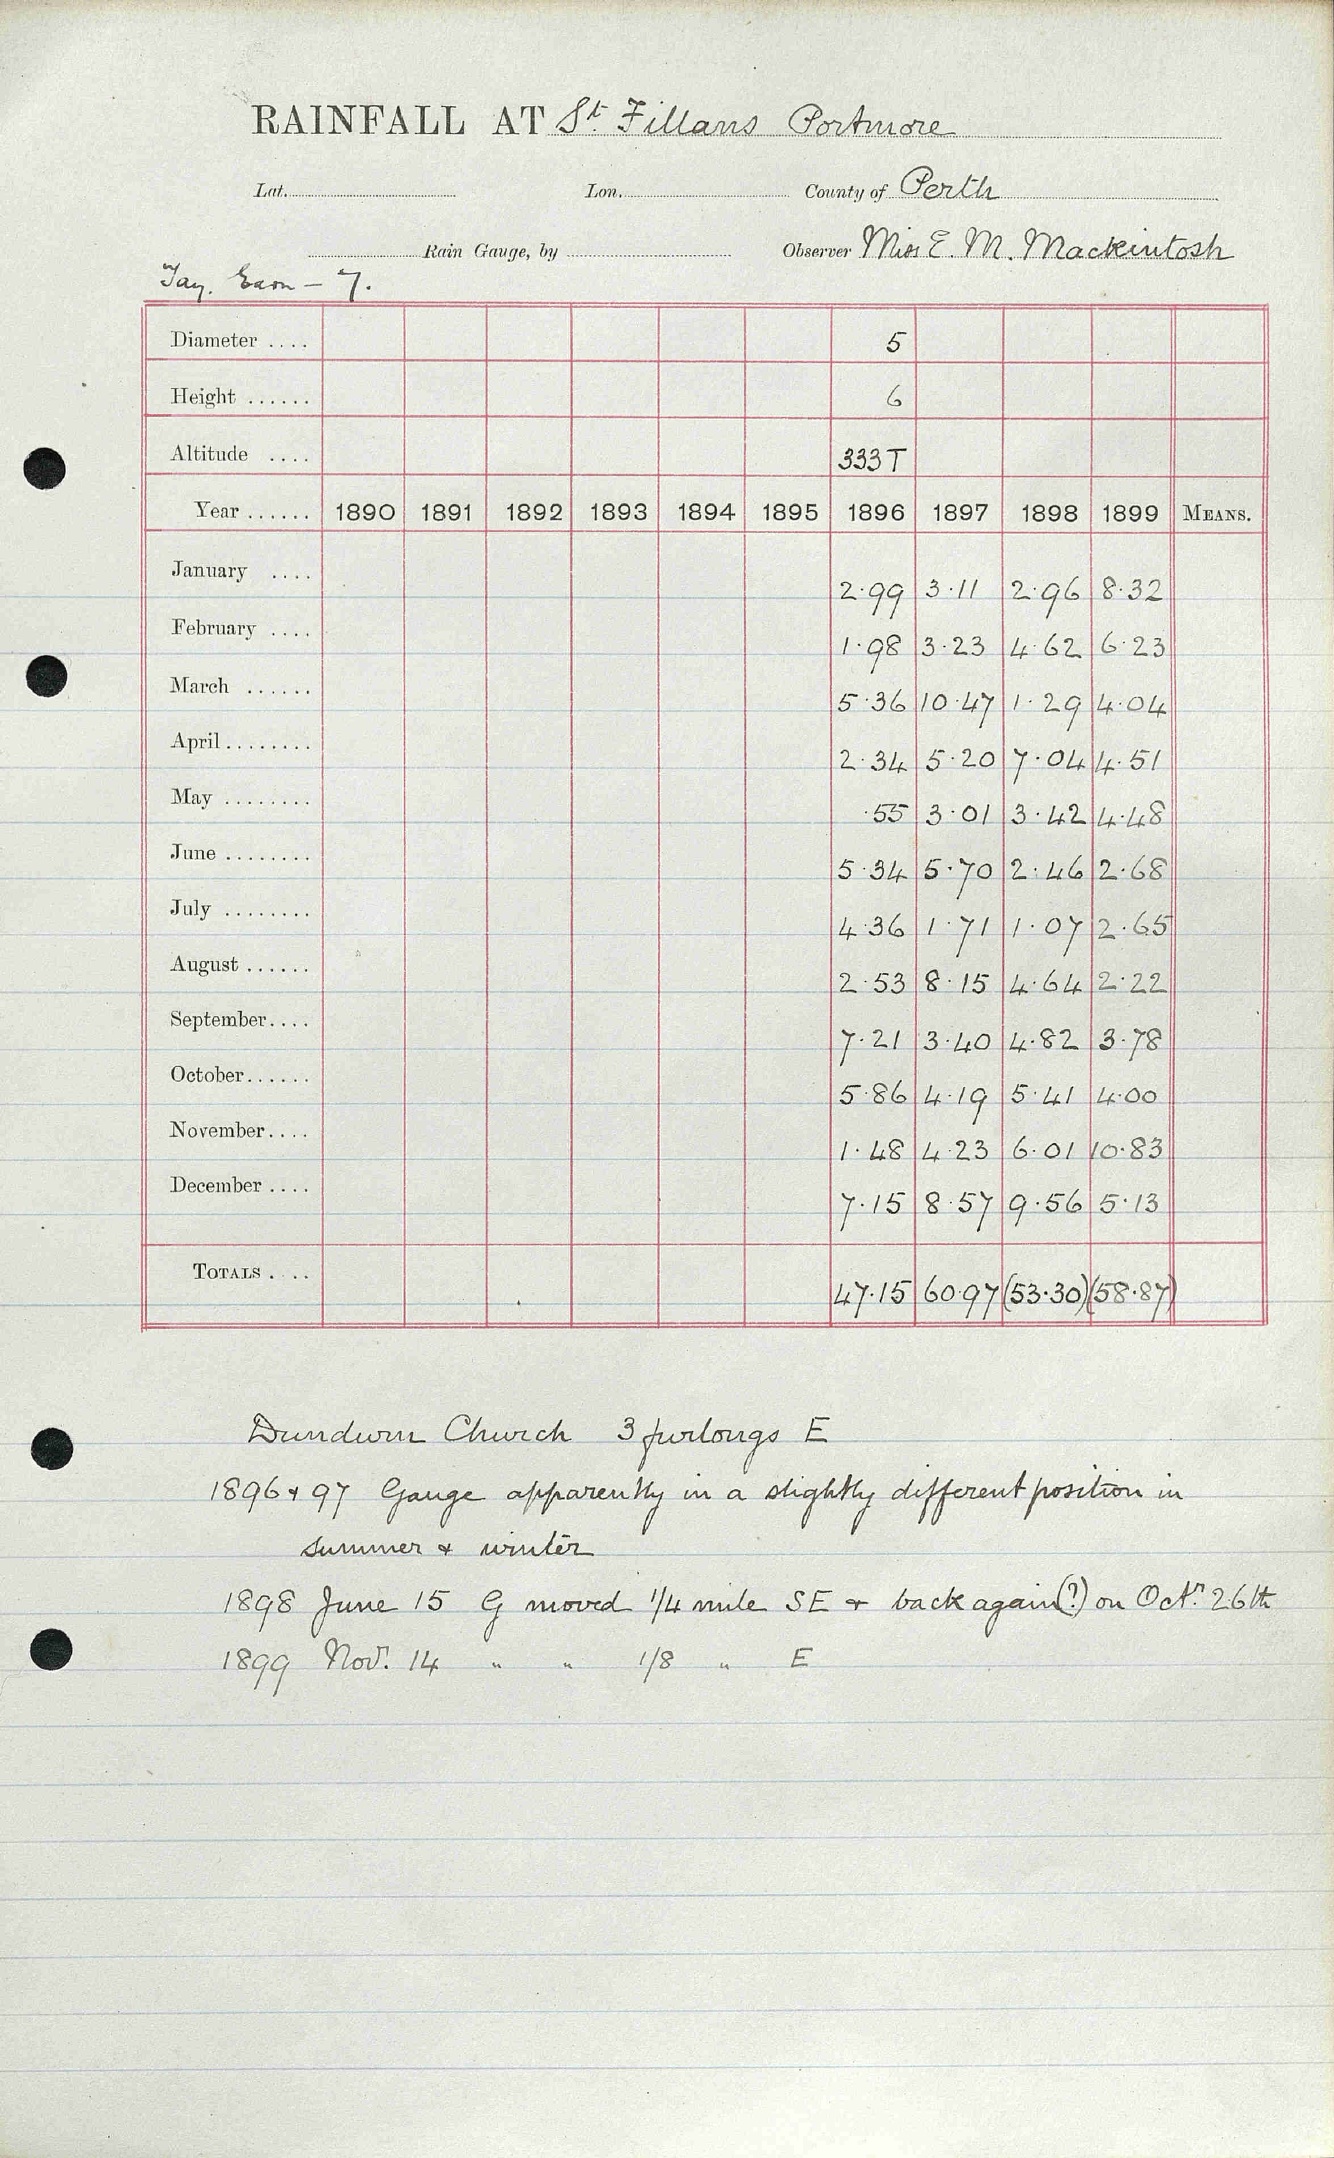 RAINFALL AT St. Fillans Portmore
Lat. Lon. County of Perth
Rain Gauge, by Observer Miss E. M. Mackintosh
Tay. Earn - 7.
Diameter .... 5
Height ...... 6
Altitude .... 333T
Year ...... 1890 1891 1892 1893 1894 1895 1896 1897 1898 1899 MEANS.
January .... 2.99 3.11 2.96 8.32
February .... 1.98 3.23 4.62 6.23
March ...... 5.36 10.47 1.29 4.04
April ........ 2.34 5.20 7.04 4.51
May ........ .55 3.01 3.42 4.48
June ........ 5.34 5.70 2.46 2.68
July ........ 4.36 1.71 1.07 2.65
August ...... 2.53 8.15 4.64 2.22
September.... 7.21 3.40 4.82 3.78
October...... 5.86 4.19 5.41 4.00
November.... 1.48 4.23 6.01 10.83
December .... 7.15 8.57 9.56 5.13
TOTALS .... 47.15 60.97 (53.30) (58.87)
Dundurn Church 3 furlongs E
1896 & 97 Gauge apparently in a slightly different position in
summer & winter
1898 June 15 G moved 1/4 mile SE & back again (?) on Octr. 26th
1899 Nov. 14 " " 1/8 " E